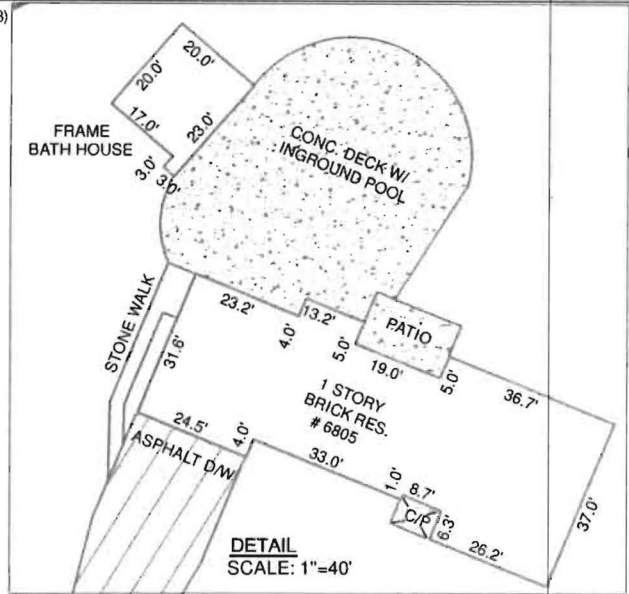 3)
20.0'
20.0'
17.0'
23.0'
FRAME
BATH HOUSE
3.0'
3.0'
CONC. DECK W/
INGROUND POOL
STONE WALK
23.2'
4.0'
13.2'
5.0'
PATIO
19.0'
5.0'
36.7'
31.6'
1 STORY
BRICK RES.
# 6805
24.5'
4.0'
ASPHALT D/W
33.0'
1.0'
8.7'
C/P
6.3'
26.2'
37.0'
DETAIL
SCALE: 1"=40'